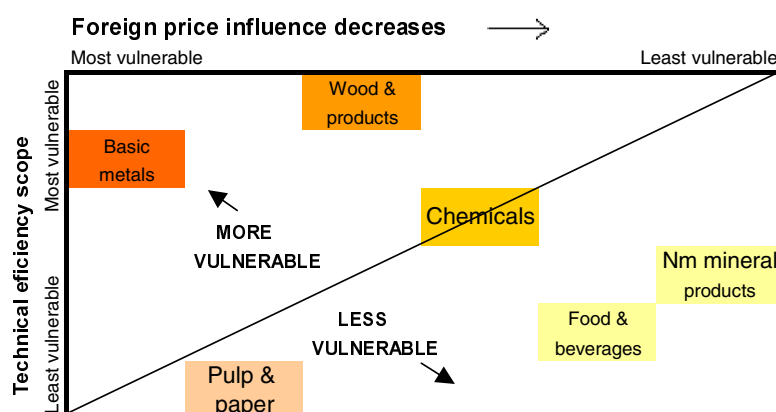 Foreign price influence decreases
Most vulnerable
Least vulnerable
Technical eficiency scope
Most vulnerable
Least vulnerable
Wood &
products
Basic
metals
Chemicals
MORE
VULNERABLE
Nm mineral
products
LESS
VULNERABLE
Food &
beverages
Pulp &
paper